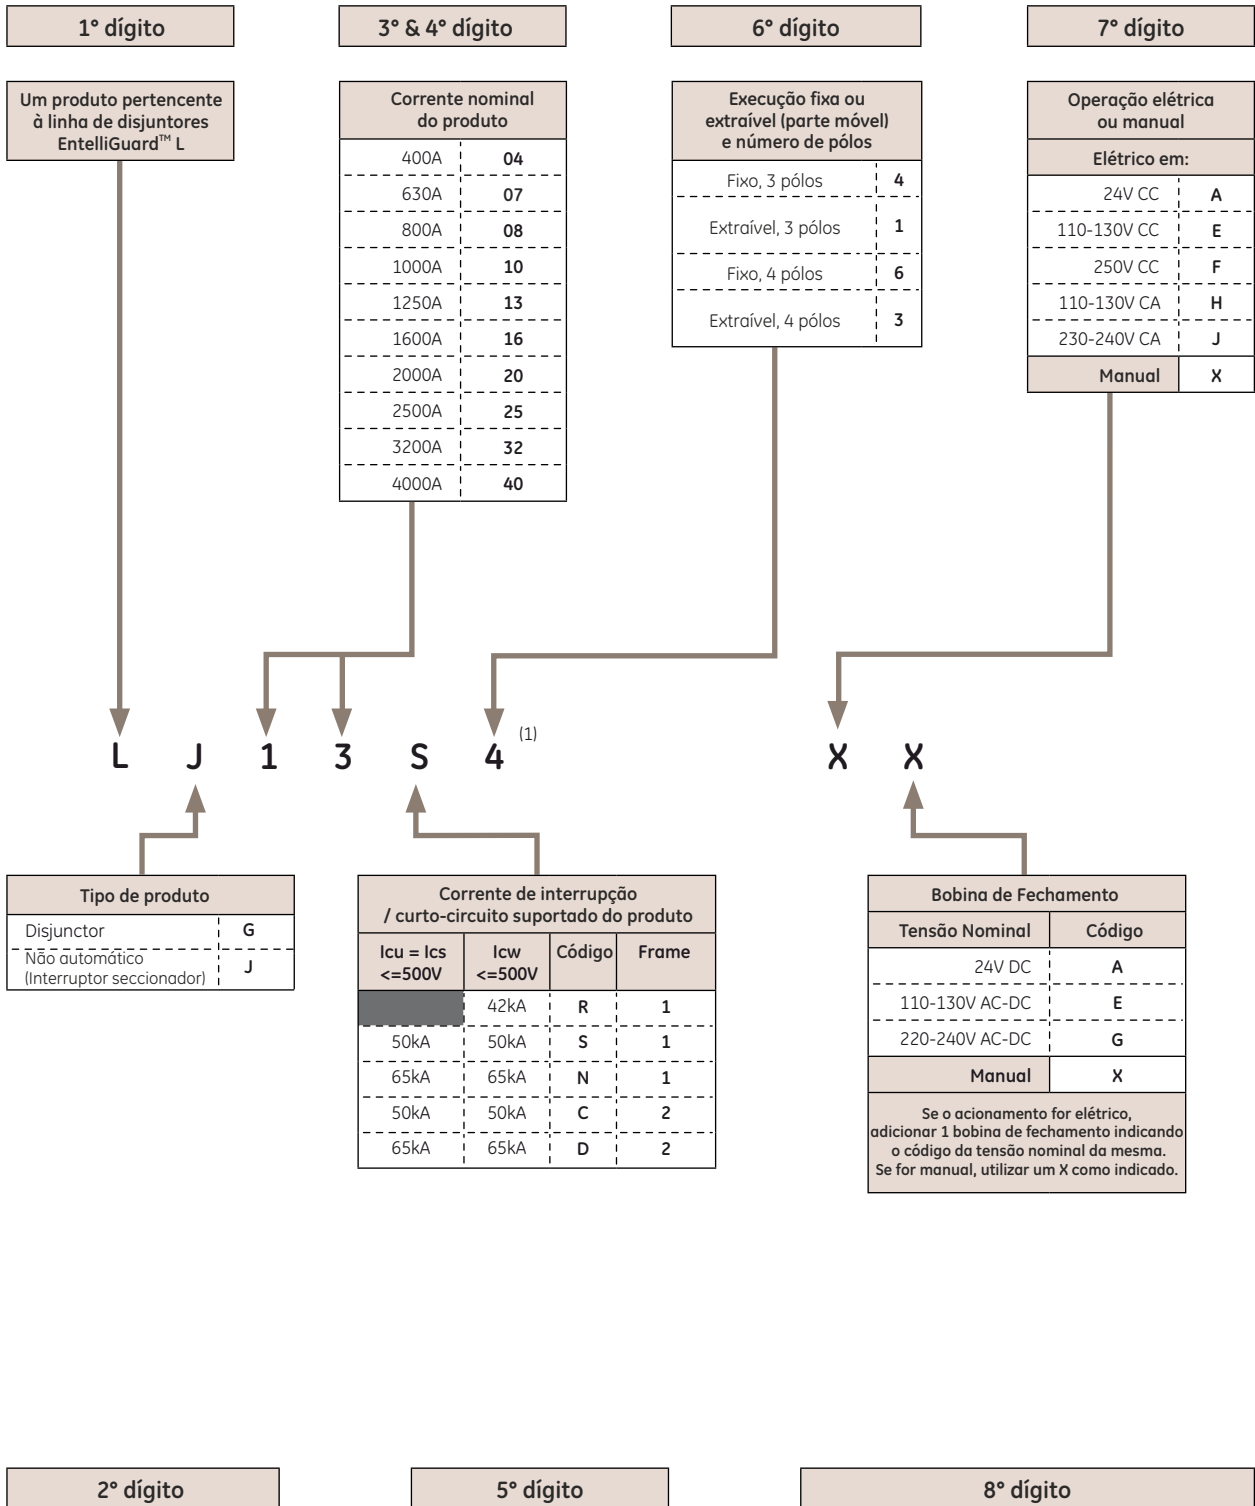 1° dígito
3° & 4° dígito
6° dígito
7° dígito
Um produto pertencente
à linha de disjuntores
EntelliGuard™ L
Corrente nominal
do produto
400A 04
630A 07
800A 08
1000A 10
1250A 13
1600A 16
2000A 20
2500A 25
3200A 32
4000A 40
Execução fixa ou
extraível (parte móvel)
e número de pólos
Fixo, 3 pólos 4
Extraível, 3 pólos 1
Fixo, 4 pólos 6
Extraível, 4 pólos 3
Operação elétrica
ou manual
Elétrico em:
24V CC A
110-130V CC E
250V CC F
110-130V CA H
230-240V CA J
Manual X
L J 1 3 S 4 (1) X X
Tipo de produto
Disjunctor G
Não automático
(Interruptor seccionador) J
Corrente de interrupção
/ curto-circuito suportado do produto
Icu = Ics Icw Código Frame
<=500V <=500V
42kA R 1
50kA 50kA S 1
65kA 65kA N 1
50kA 50kA C 2
65kA 65kA D 2
Bobina de Fechamento
Tensão Nominal Código
24V DC A
110-130V AC-DC E
220-240V AC-DC G
Manual X
Se o acionamento for elétrico,
adicionar 1 bobina de fechamento indicando
o código da tensão nominal da mesma.
Se for manual, utilizar um X como indicado.
2° dígito
5° dígito
8° dígito